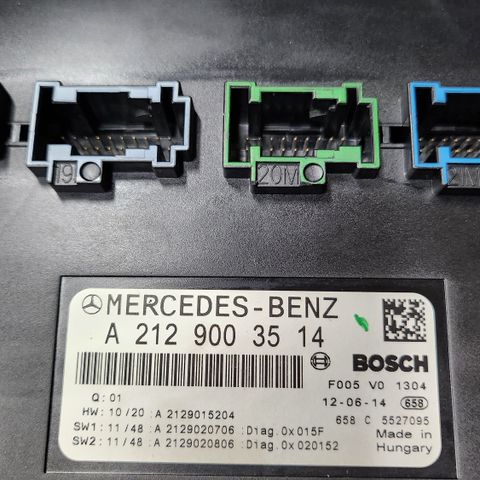 19.
20M
21M
MERCEDES-BENZ
A 212 900 35 14
BOSCH
F005 V0 1304
Q: 01
12-06-14 658
HW: 10/20 : A 2129015204
658 C 5527095
SW1: 11/48 : A 2129020706 : Diag.0x015F
Made in
SW2: 11/48 : A 2129020806 : Diag.0x020152
Hungary